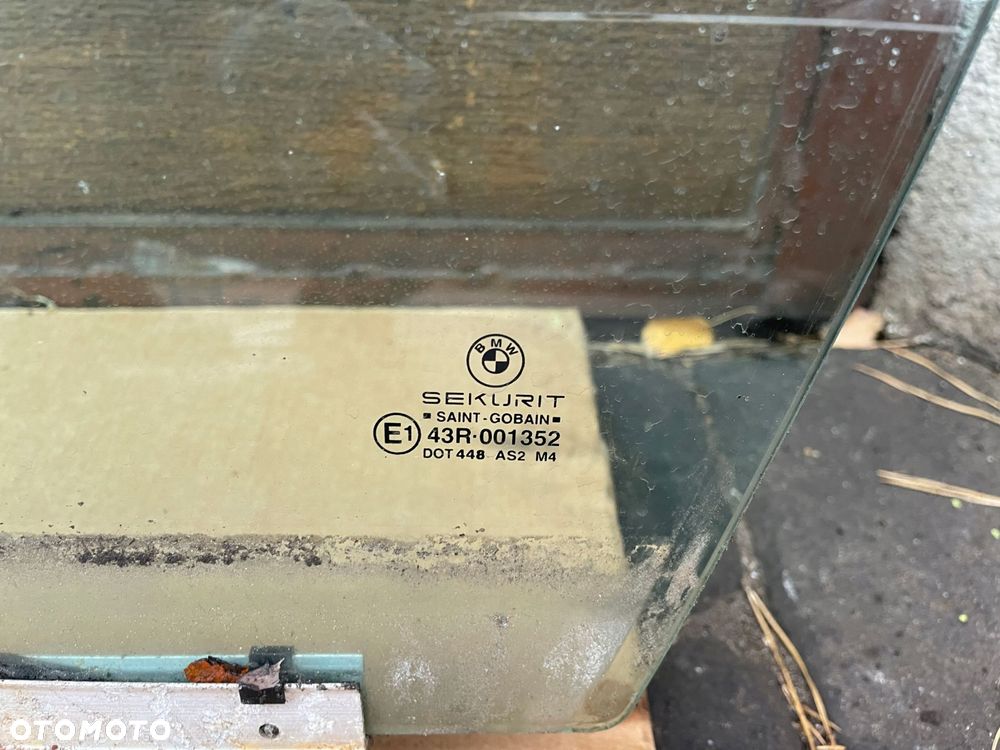 BMW
SEKURIT
SAINT-GOBAIN
E1 43R·001352
DOT 448 AS2 M4
OTOMOTO